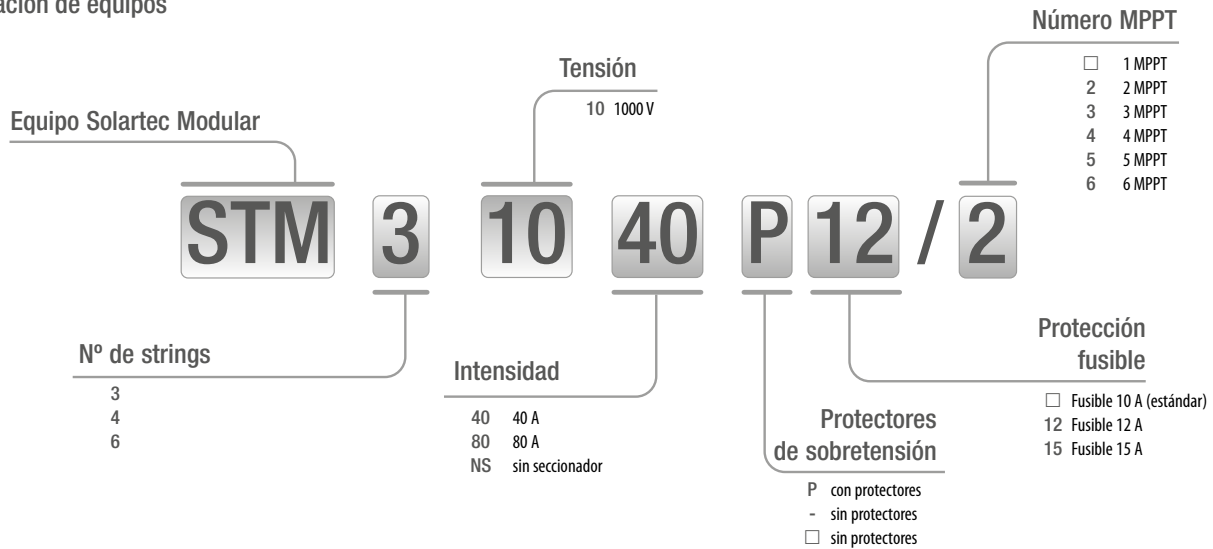 ación de equipos
Número MPPT
□ 1 MPPT
2 2 MPPT
3 3 MPPT
4 4 MPPT
5 5 MPPT
6 6 MPPT
Tensión
10 1000 V
Equipo Solartec Modular
STM 3 10 40 P 12 / 2
Nº de strings
3
4
6
Intensidad
40 40 A
80 80 A
NS sin seccionador
Protectores
de sobretensión
P con protectores
- sin protectores
□ sin protectores
Protección
fusible
□ Fusible 10 A (estándar)
12 Fusible 12 A
15 Fusible 15 A